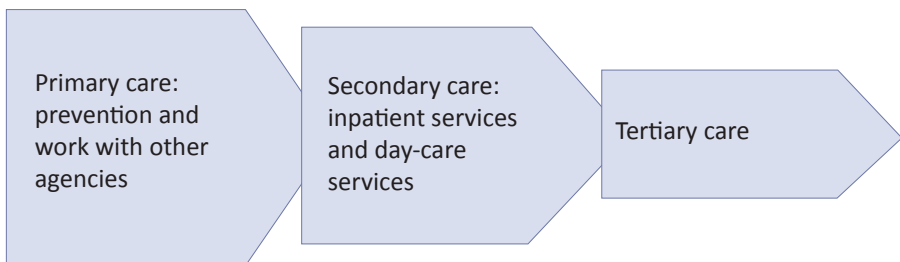 Primary care:
prevention and
work with other
agencies
Secondary care:
inpatient services
and day-care
services
Tertiary care